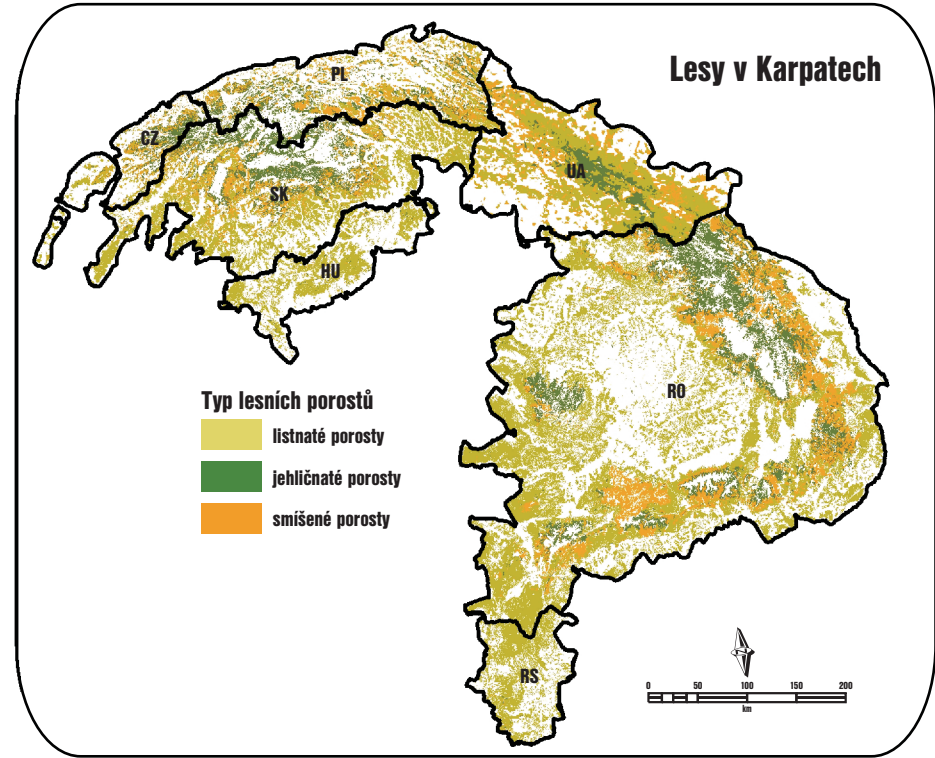 Lesy v Karpatech
PL
CZ
SK
UA
HU
RO
Typ lesních porostů
listnaté porosty
jehličnaté porosty
smíšené porosty
RS
0 50 100 150 200
km